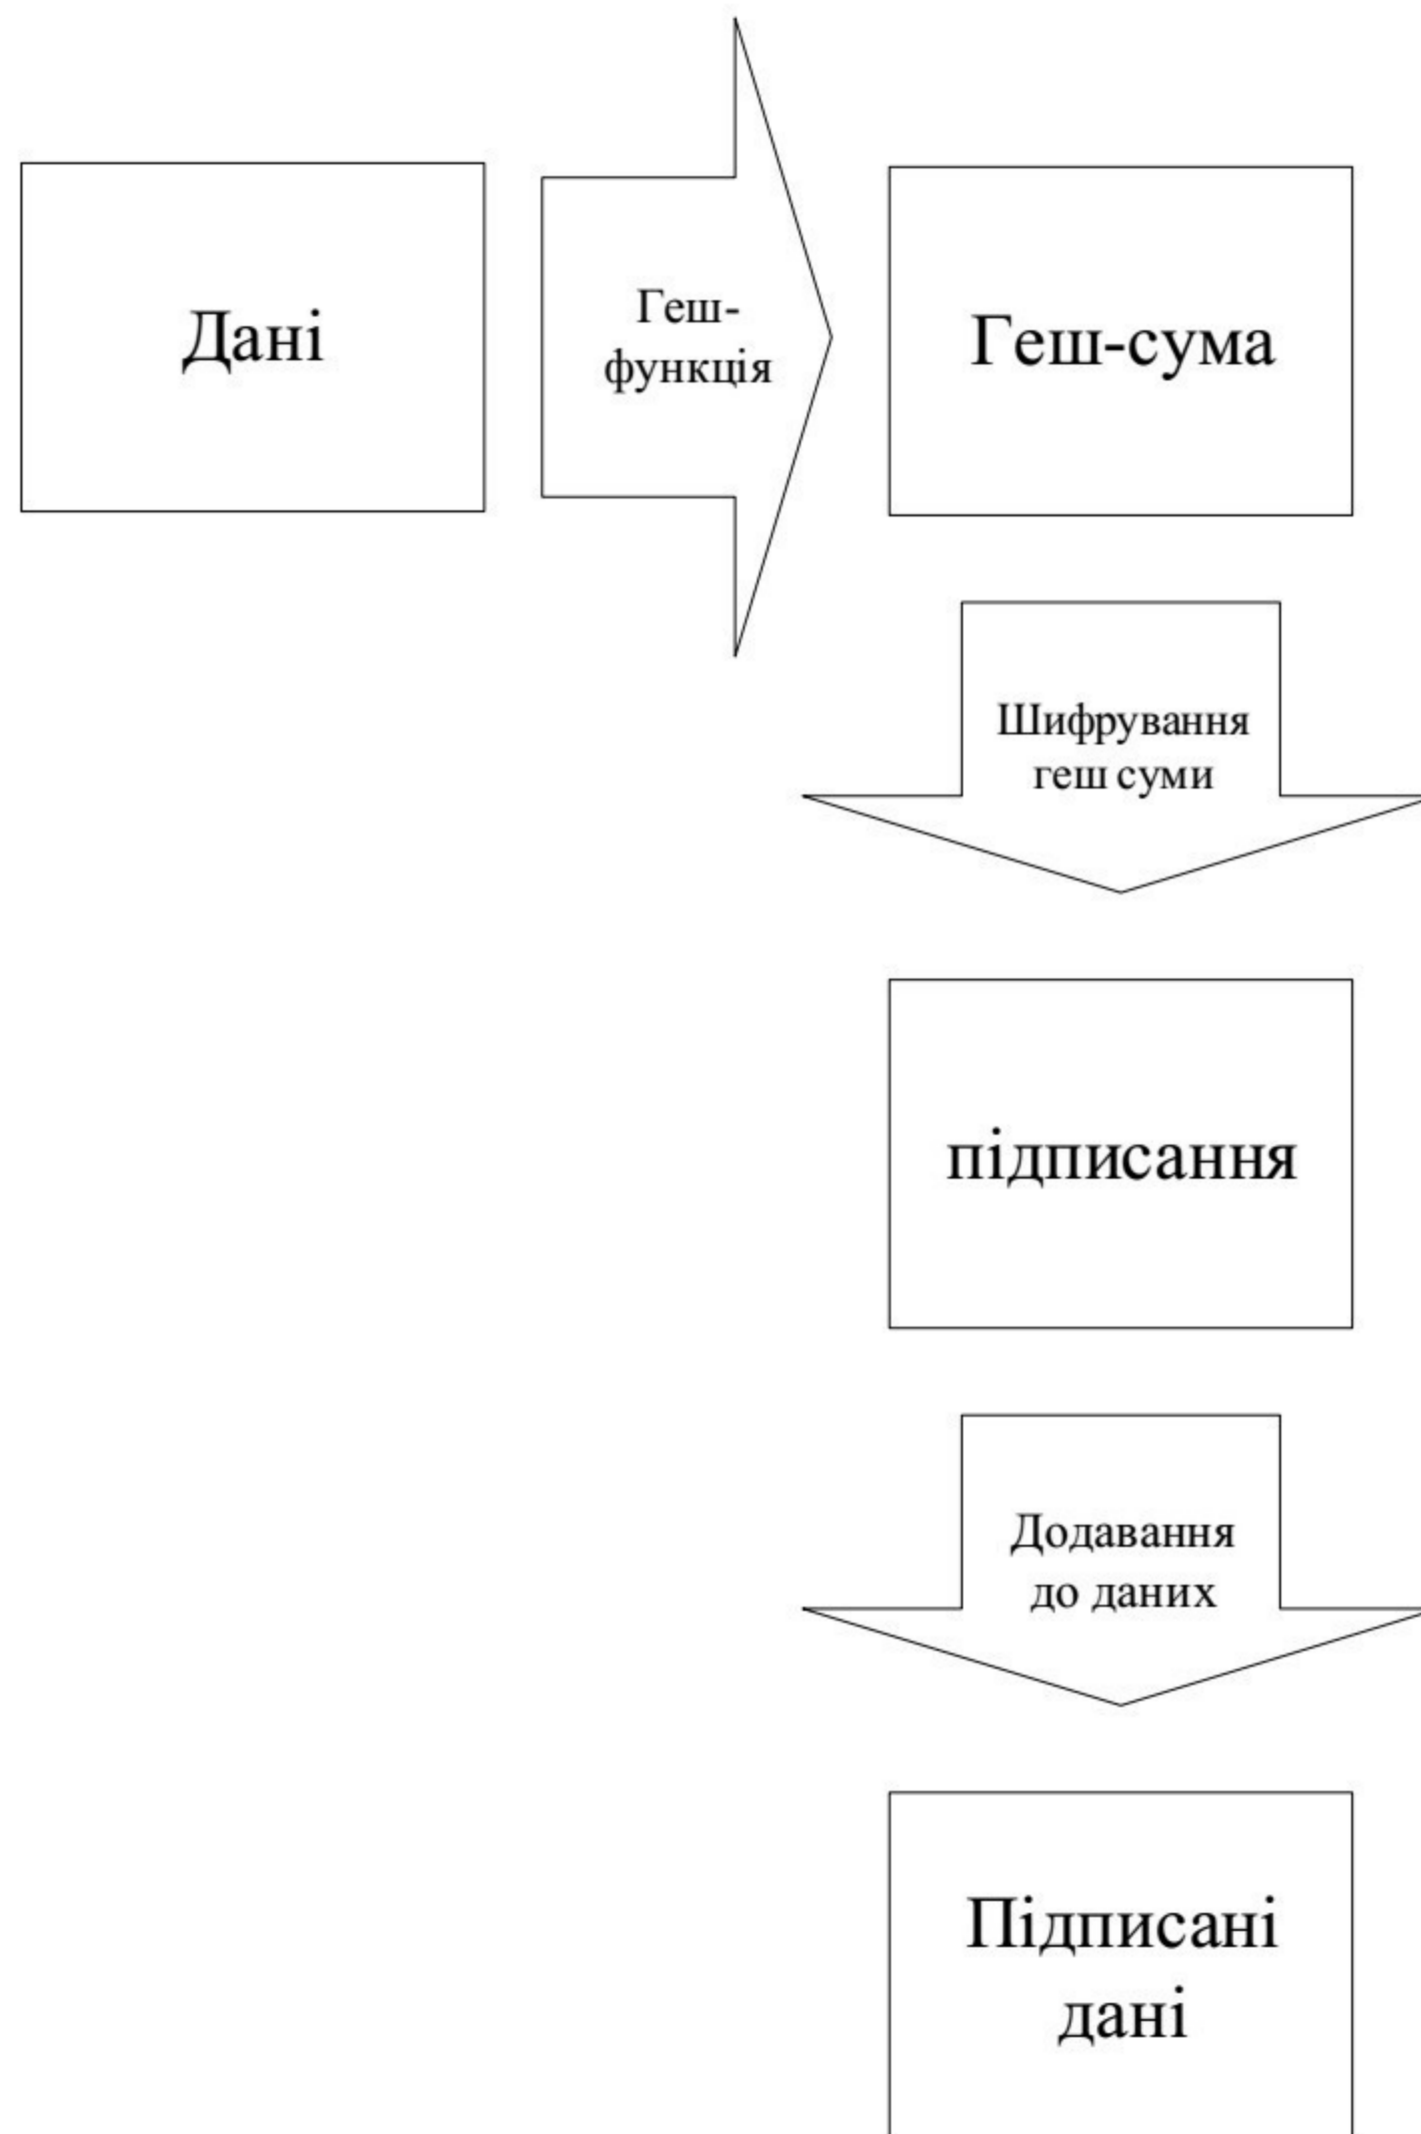 Дані
Геш-
функція
Геш-сума
Шифрування
геш суми
підписання
Додавання
до даних
Підписані
дані